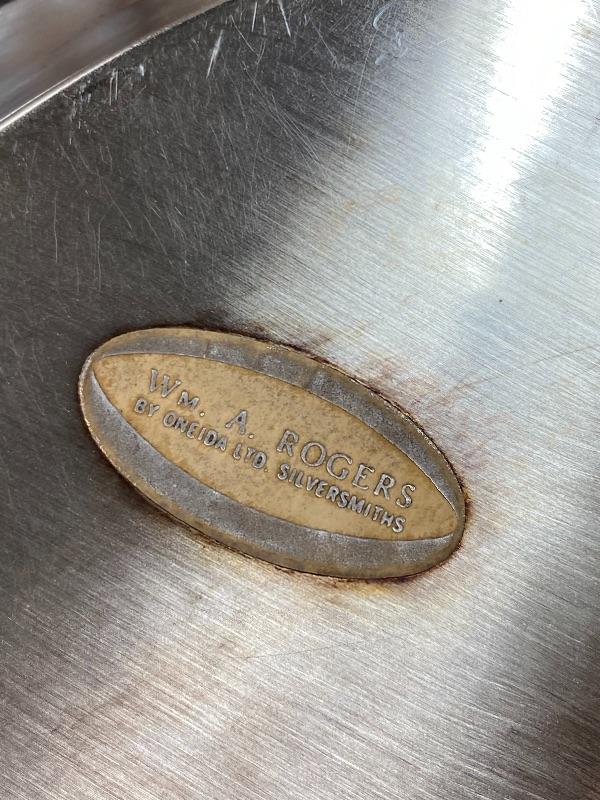 WM. A. ROGERS
BY ONEIDA LTD. SILVERSMITHS